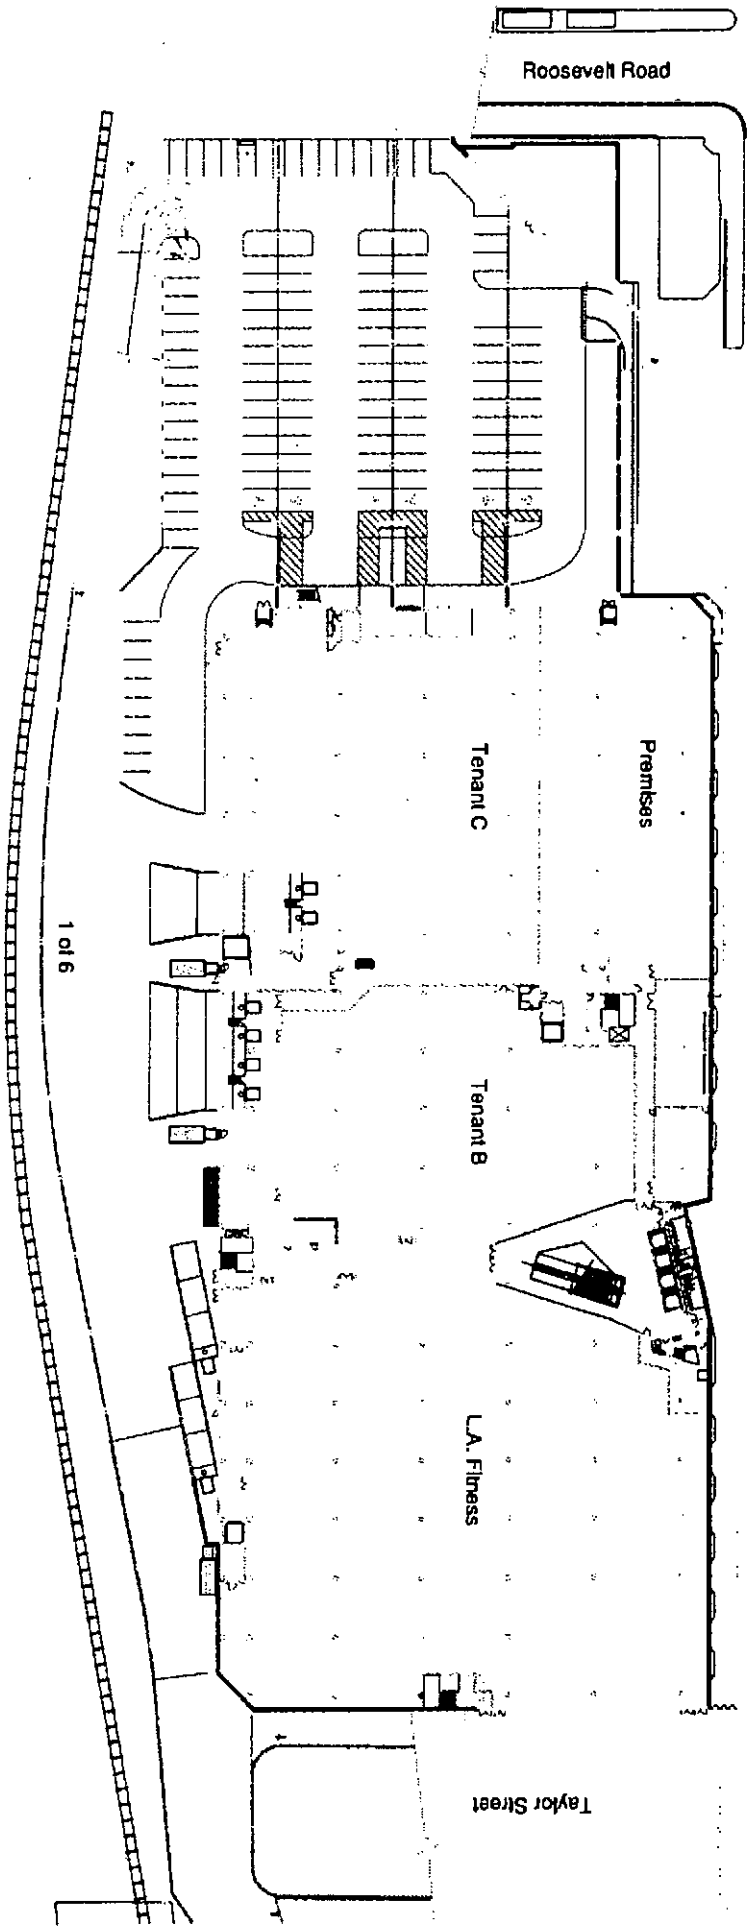 Roosevelt Road
Premises
Tenant C
1 of 6
Tenant B
L.A. Fitness
Taylor Street